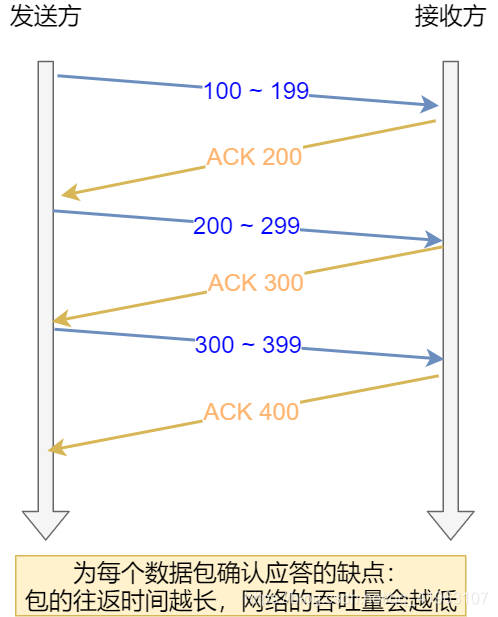 发送方 接收方
100 ~ 199
ACK 200
200 ~ 299
ACK 300
300 ~ 399
ACK 400
为每个数据包确认应答的缺点：
包的往返时间越长，网络的吞吐量会越低